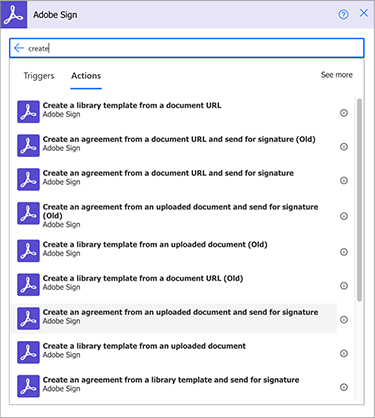 Adobe Sign
create
Triggers
Actions
See more
Create a library template from a document URL
Adobe Sign
Create an agreement from a document URL and send for signature (Old)
Adobe Sign
Create an agreement from a document URL and send for signature
Adobe Sign
Create an agreement from an uploaded document and send for signature
(Old)
Adobe Sign
Create a library template from an uploaded document (Old)
Adobe Sign
Create a library template from a document URL (Old)
Adobe Sign
Create an agreement from an uploaded document and send for signature
Adobe Sign
Create a library template from an uploaded document
Adobe Sign
Create an agreement from a library template and send for signature
Adobe Sign